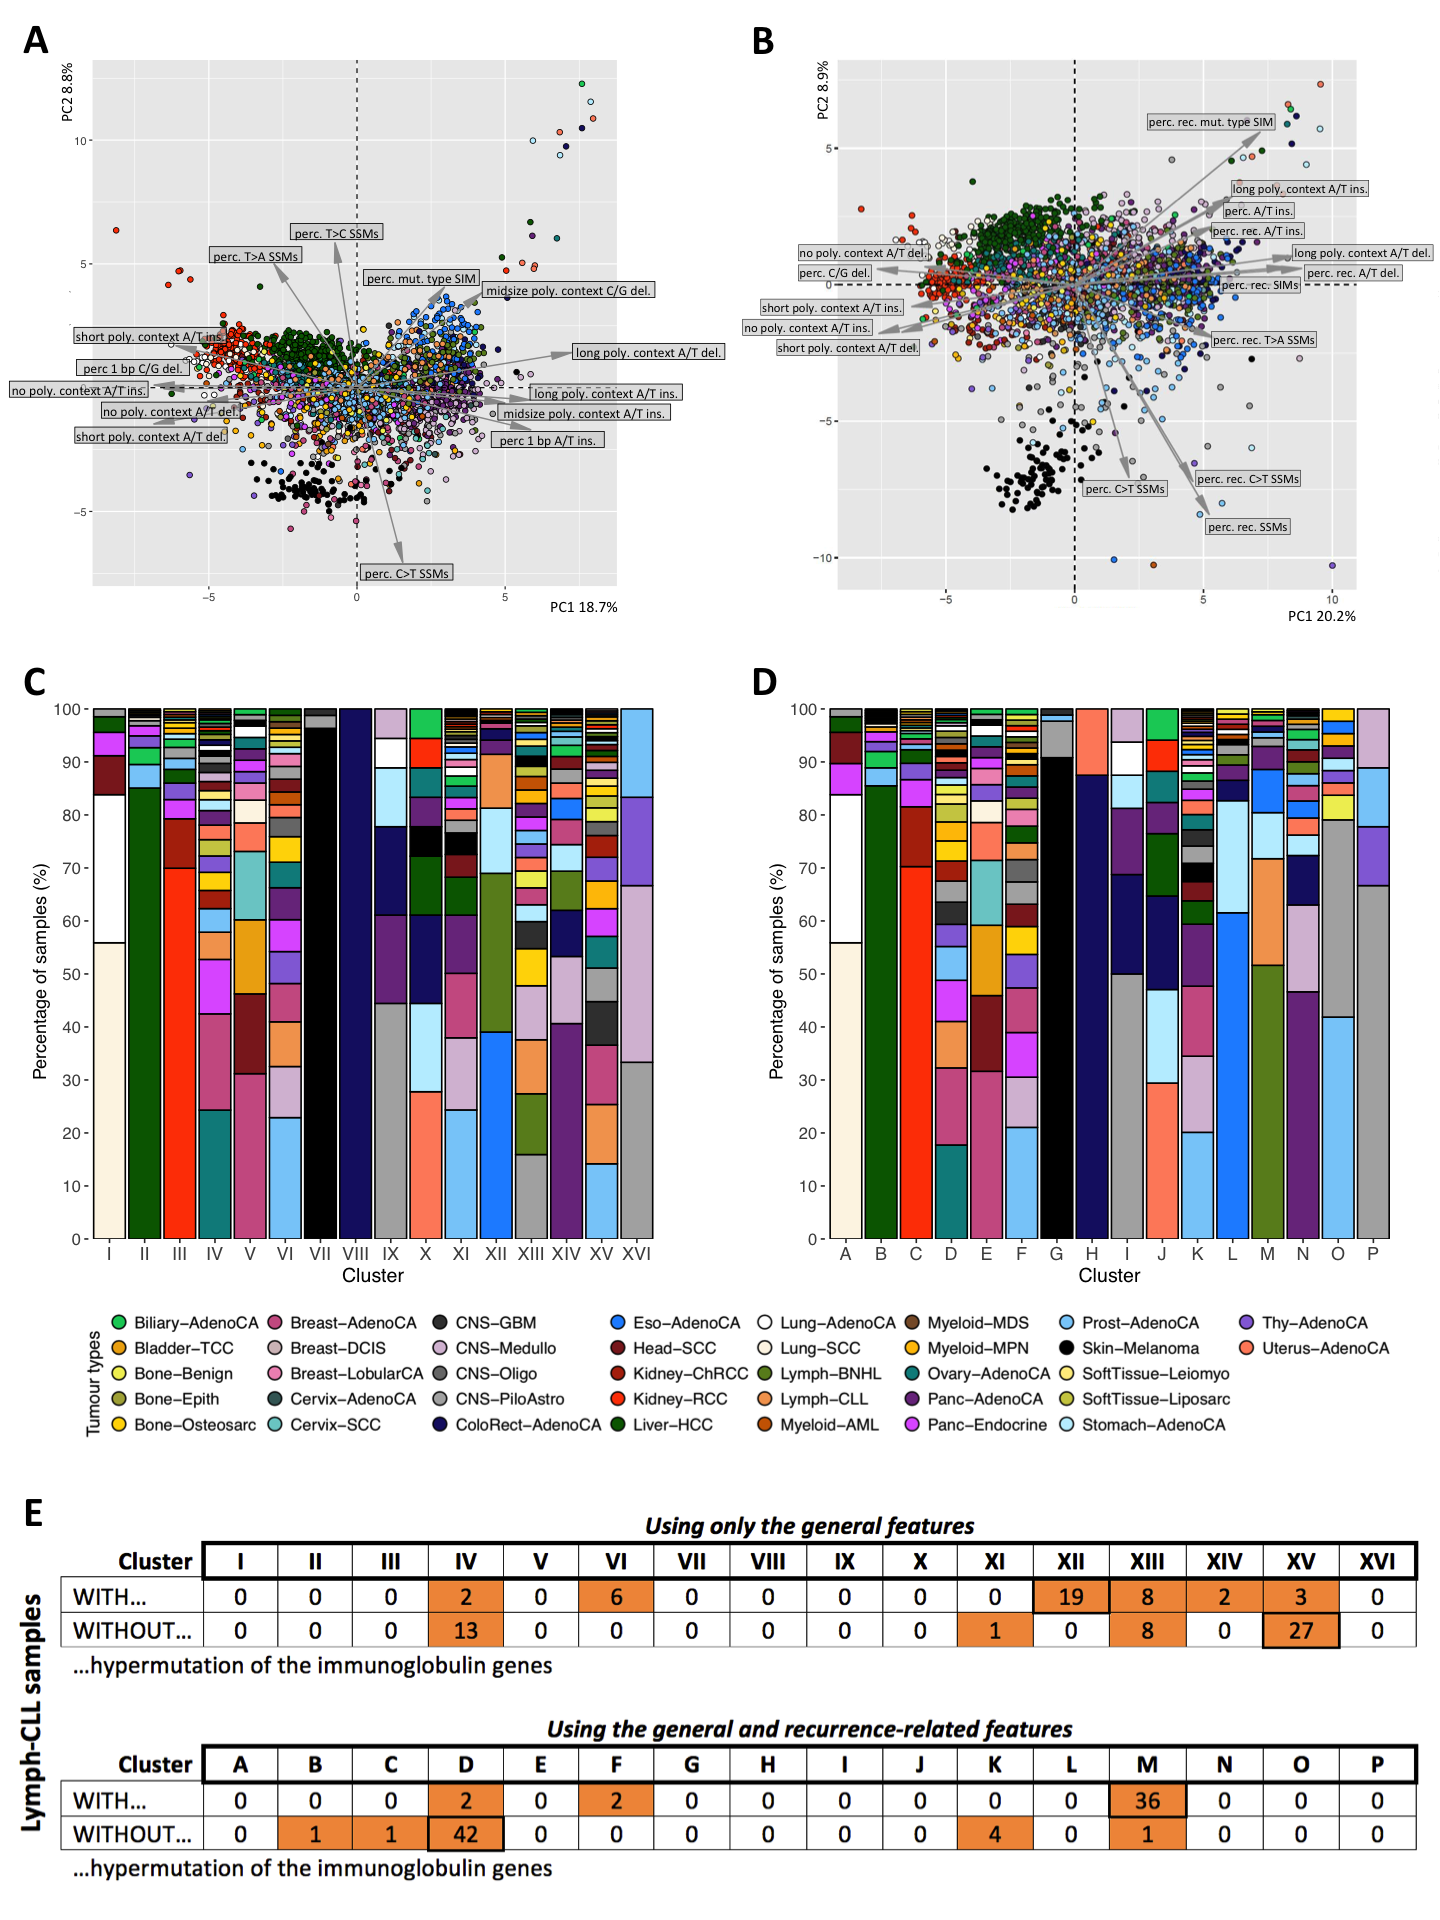 A
PC2 8.8%
10
5
0
−5
−5
0
5
PC1 18.7%
perc. T>C SSMs
perc. T>A SSMs
perc. mut. type SIM
midsize poly. context C/G del.
short poly. context A/T ins.
long poly. context A/T del.
perc 1 bp C/G del.
no poly. context A/T ins.
long poly. context A/T ins.
no poly. context A/T del.
midsize poly. context A/T ins.
short poly. context A/T del.
perc 1 bp A/T ins.
perc. C>T SSMs
B
PC2 8.9%
5
0
−5
−10
−5
0
5
10
PC1 20.2%
perc. rec. mut. type SIM
long poly. context A/T ins.
perc. A/T ins.
perc. rec. A/T ins.
no poly. context A/T del.
long poly. context A/T del.
perc. C/G del.
perc. rec. A/T del.
perc. rec. SIMs
short poly. context A/T ins.
no poly. context A/T ins.
perc. rec. T>A SSMs
short poly. context A/T del.
perc. rec. C>T SSMs
perc. C>T SSMs
perc. rec. SSMs
C
Percentage of samples (%)
100
90
80
70
60
50
40
30
20
10
0
I II III IV V VI VII VIII IX X XI XII XIII XIV XV XVI
Cluster
D
Percentage of samples (%)
100
90
80
70
60
50
40
30
20
10
0
A B C D E F G H I J K L M N O P
Cluster
Tumour types
Biliary−AdenoCA Breast−AdenoCA CNS−GBM Eso−AdenoCA Lung−AdenoCA Myeloid−MDS Prost−AdenoCA Thy−AdenoCA
Bladder−TCC Breast−DCIS CNS−Medullo Head−SCC Lung−SCC Myeloid−MPN Skin−Melanoma Uterus−AdenoCA
Bone−Benign Breast−LobularCA CNS−Oligo Kidney−ChRCC Lymph−BNHL Ovary−AdenoCA SoftTissue−Leiomyo
Bone−Epith Cervix−AdenoCA CNS−PiloAstro Kidney−RCC Lymph−CLL Panc−AdenoCA SoftTissue−Liposarc
Bone−Osteosarc Cervix−SCC ColoRect−AdenoCA Liver−HCC Myeloid−AML Panc−Endocrine Stomach−AdenoCA
E
Lymph-CLL samples
Using only the general features
Cluster I II III IV V VI VII VIII IX X XI XII XIII XIV XV XVI
WITH... 0 0 0 2 0 6 0 0 0 0 0 19 8 2 3 0
WITHOUT... 0 0 0 13 0 0 0 0 0 0 1 0 8 0 27 0
...hypermutation of the immunoglobulin genes
Using the general and recurrence-related features
Cluster A B C D E F G H I J K L M N O P
WITH... 0 0 0 2 0 2 0 0 0 0 0 0 36 0 0 0
WITHOUT... 0 1 1 42 0 0 0 0 0 0 4 0 1 0 0 0
...hypermutation of the immunoglobulin genes